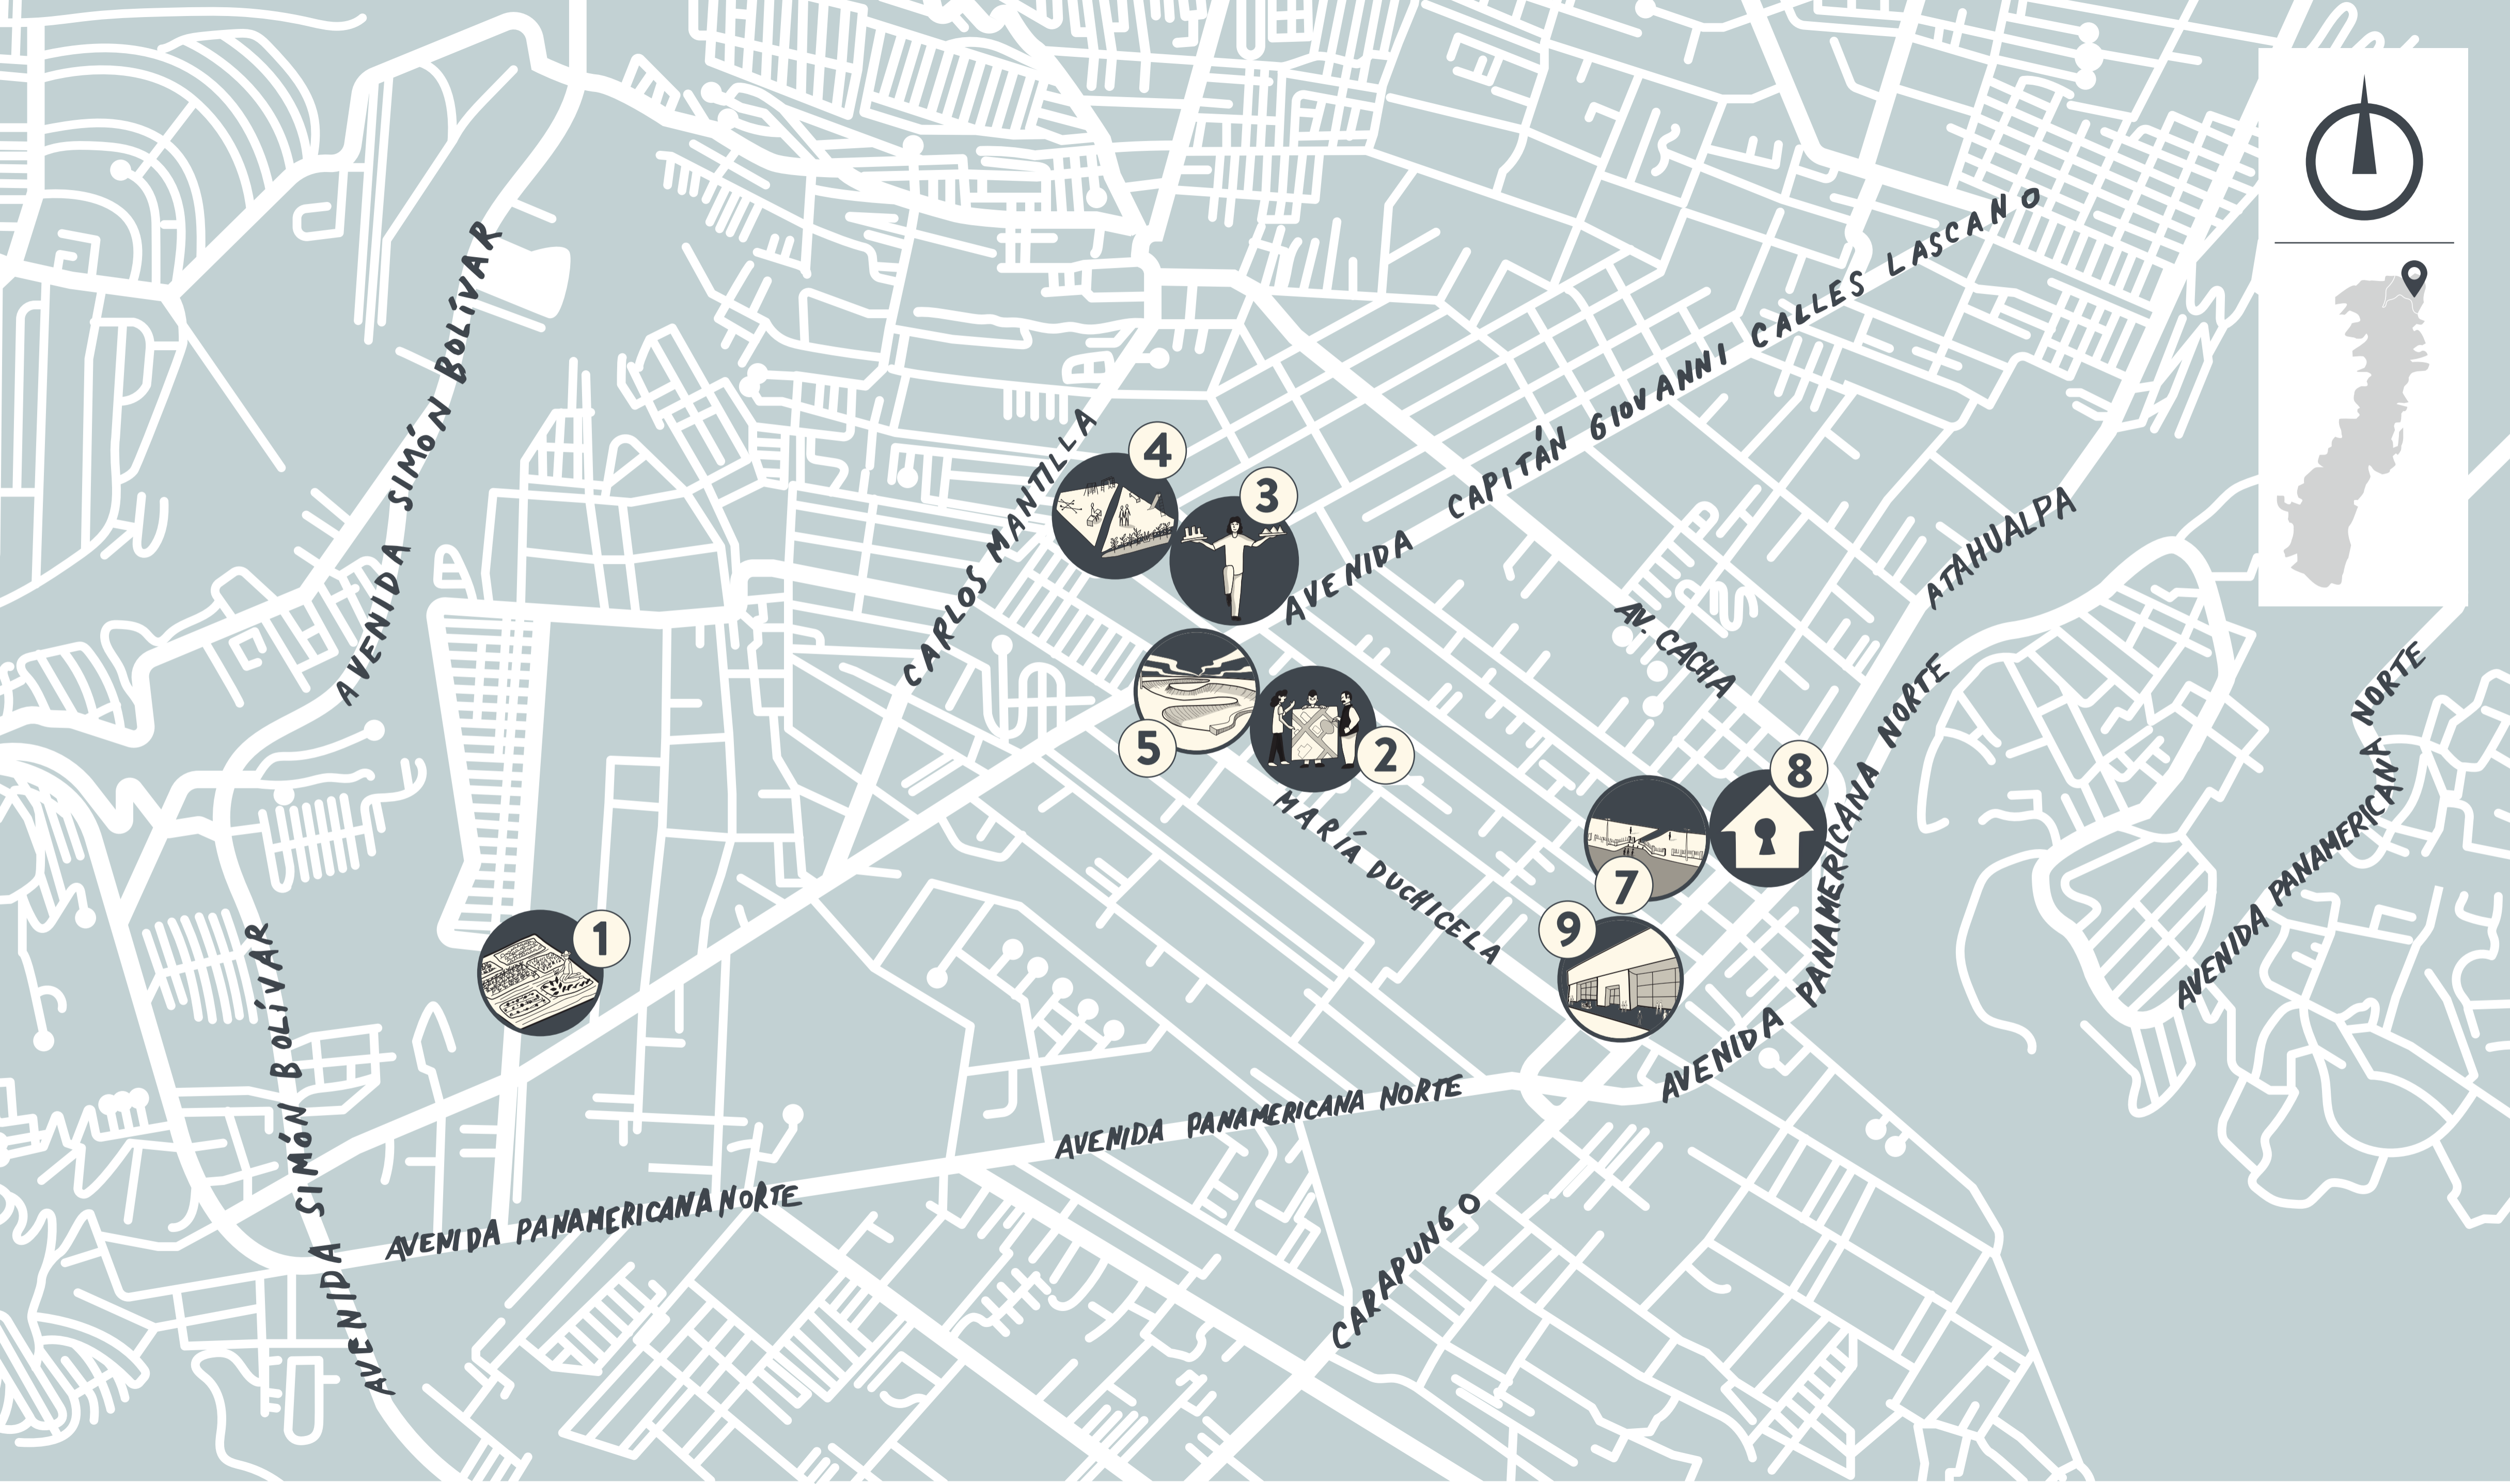 AVENIDA SIMÓN BOLÍVAR
CARLOS MANTILLA
AVENIDA CAPITÁN GIOVANNI CALLES LASCANO
4
3
5
2
AV. CACHA
ATAHUALPA
MARÍA DUCHICELA
7
8
9
1
AVENIDA PANAMERICANA NORTE
AVENIDA PANAMERICANA NORTE
AVENIDA SIMÓN BOLÍVAR
AVENIDA PANAMERICANA NORTE
AVENIDA PANAMERICANA NORTE
CARAPUNGO